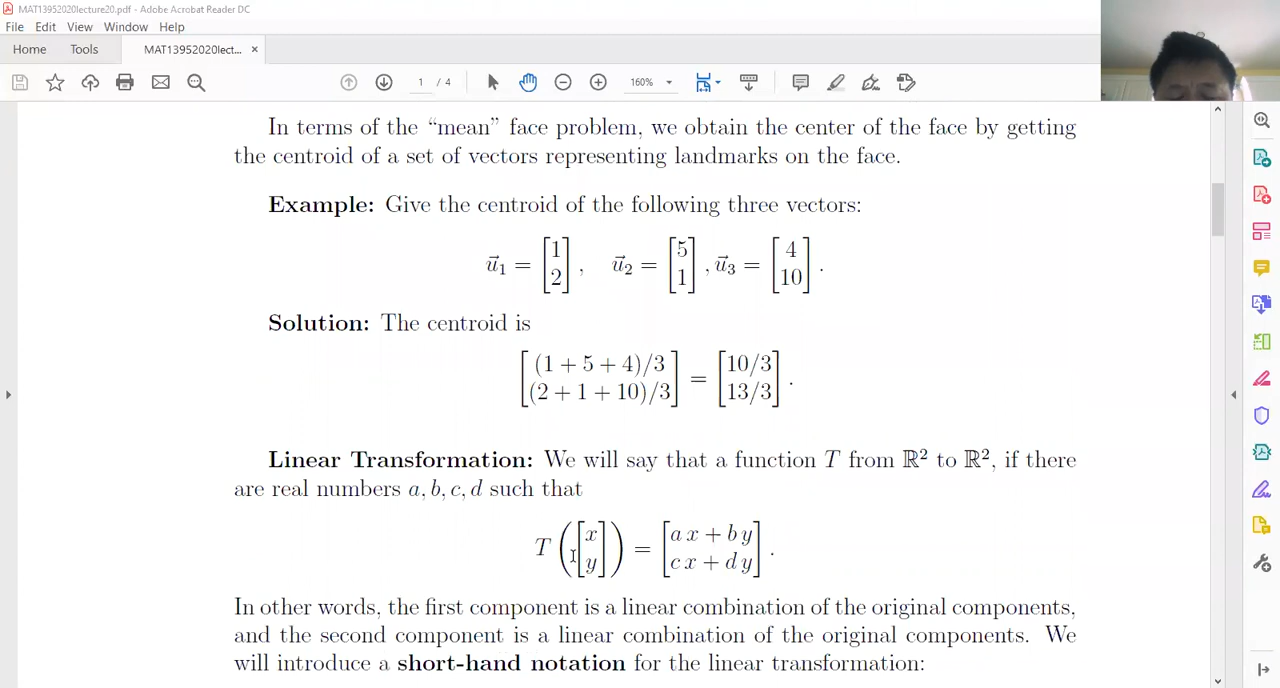 MAT13952020lecture20.pdf - Adobe Acrobat Reader DC
File Edit View Window Help
Home Tools MAT13952020lect... ×
1 / 4 160%
In terms of the “mean” face problem, we obtain the center of the face by getting
the centroid of a set of vectors representing landmarks on the face.
Example: Give the centroid of the following three vectors:
u⃗₁ = [1 2], u⃗₂ = [5 1], u⃗₃ = [4 10].
Solution: The centroid is
[(1 + 5 + 4)/3 (2 + 1 + 10)/3] = [10/3 13/3].
Linear Transformation: We will say that a function T from ℝ² to ℝ², if there
are real numbers a, b, c, d such that
T([x y]) = [a x + b y c x + d y].
In other words, the first component is a linear combination of the original components,
and the second component is a linear combination of the original components. We
will introduce a short-hand notation for the linear transformation: